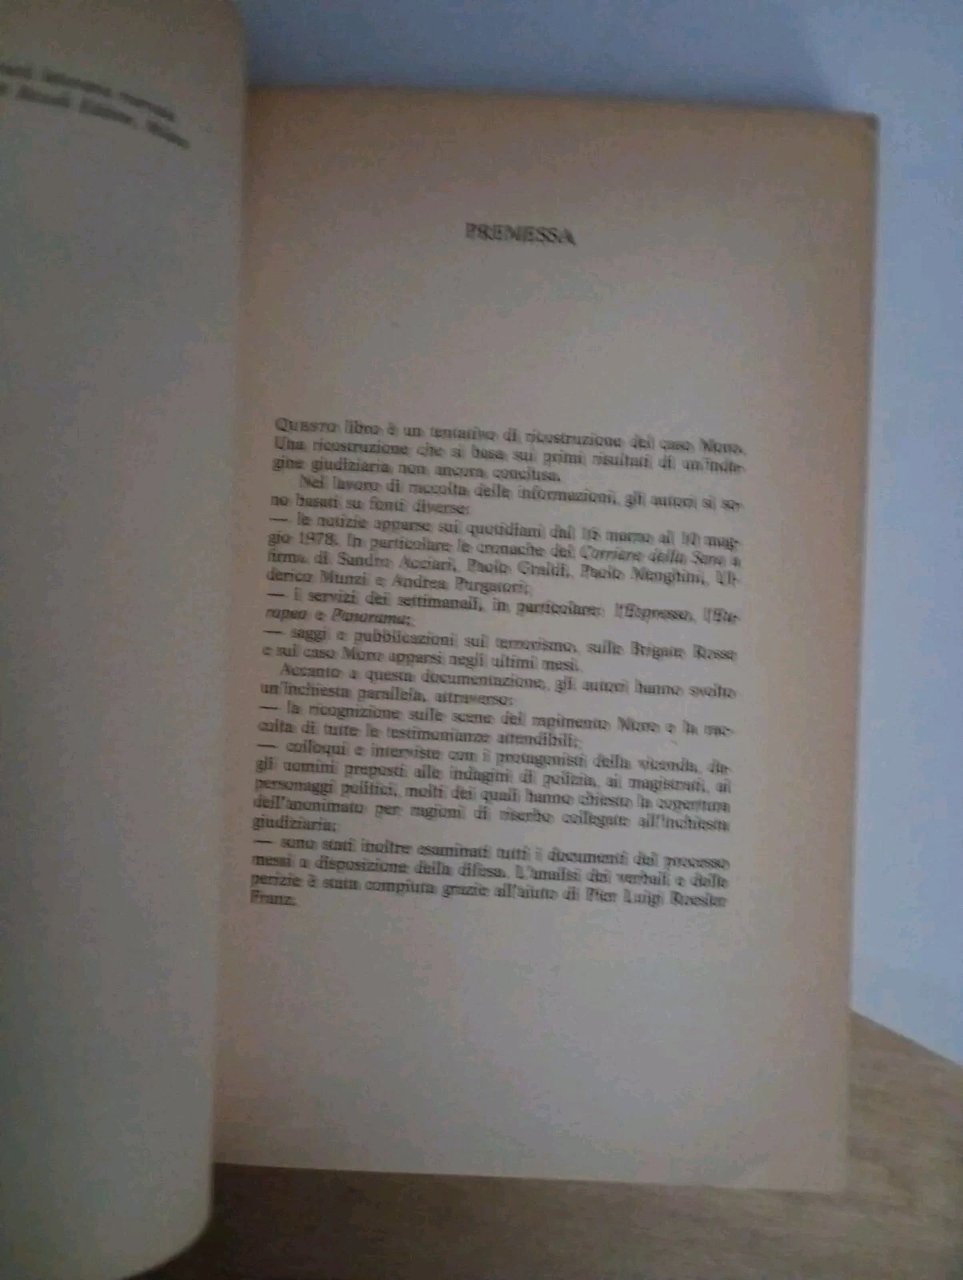 Rizzoli Editore, Milano
PREMESSA
QUESTO libro è un tentativo di ricostruzione del caso Moro.
Una ricostruzione che si basa sui primi risultati di un'inda-
gine giudiziaria non ancora conclusa.
Nel lavoro di raccolta delle informazioni, gli autori si so-
no basati su fonti diverse:
— le notizie apparse sui quotidiani dal 16 marzo al 10 mag-
gio 1978. In particolare le cronache del Corriere della Sera a
firma di Sandro Acciari, Paolo Graldi, Paolo Menghini, Ul-
derico Munzi e Andrea Purgatori;
— i servizi dei settimanali, in particolare: l'Espresso, l'Eu-
ropeo e Panorama;
— saggi e pubblicazioni sul terrorismo, sulle Brigate Rosse
e sul caso Moro apparsi negli ultimi mesi.
Accanto a questa documentazione, gli autori hanno svolto
un'inchiesta parallela, attraverso:
— la ricognizione sulle scene del rapimento Moro e la rac-
colta di tutte le testimonianze attendibili;
— colloqui e interviste con i protagonisti della vicenda, da-
gli uomini preposti alle indagini di polizia, ai magistrati, ai
personaggi politici, molti dei quali hanno chiesto la copertura
dell'anonimato per ragioni di riserbo collegate all'inchiesta
giudiziaria;
— sono stati inoltre esaminati tutti i documenti del processo
messi a disposizione della difesa. L'analisi dei verbali e delle
perizie è stata compiuta grazie all'aiuto di Pier Luigi Roesler
Franz.